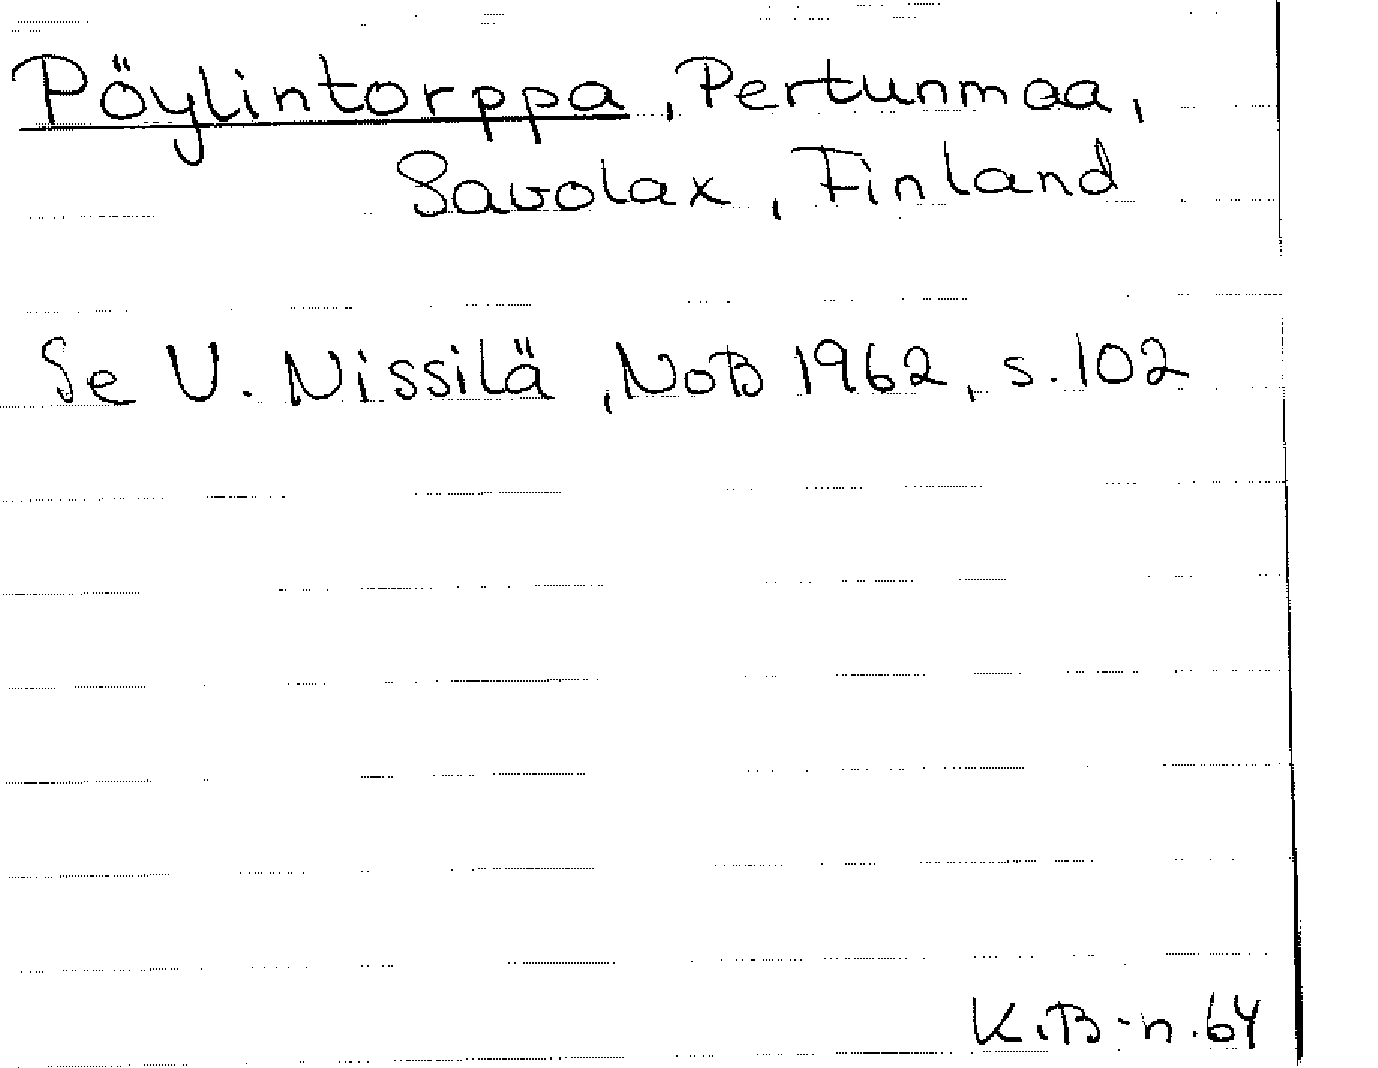 Pöylintorppa, Pertunmaa,
Savolax, Finland
Se V. Nissilä, NoB 1962, s. 102
K.B-n. 64